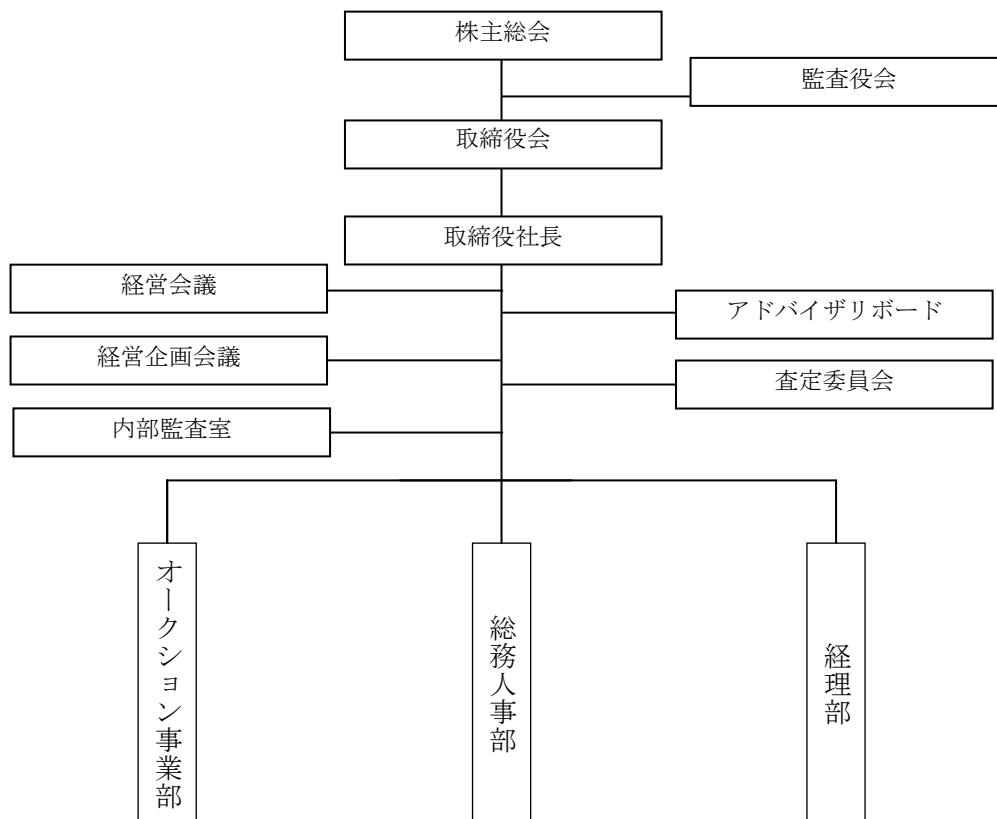 株主総会
監査役会
取締役会
取締役社長
経営会議
アドバイザリボード
経営企画会議
査定委員会
内部監査室
オークション事業部
総務人事部
経理部